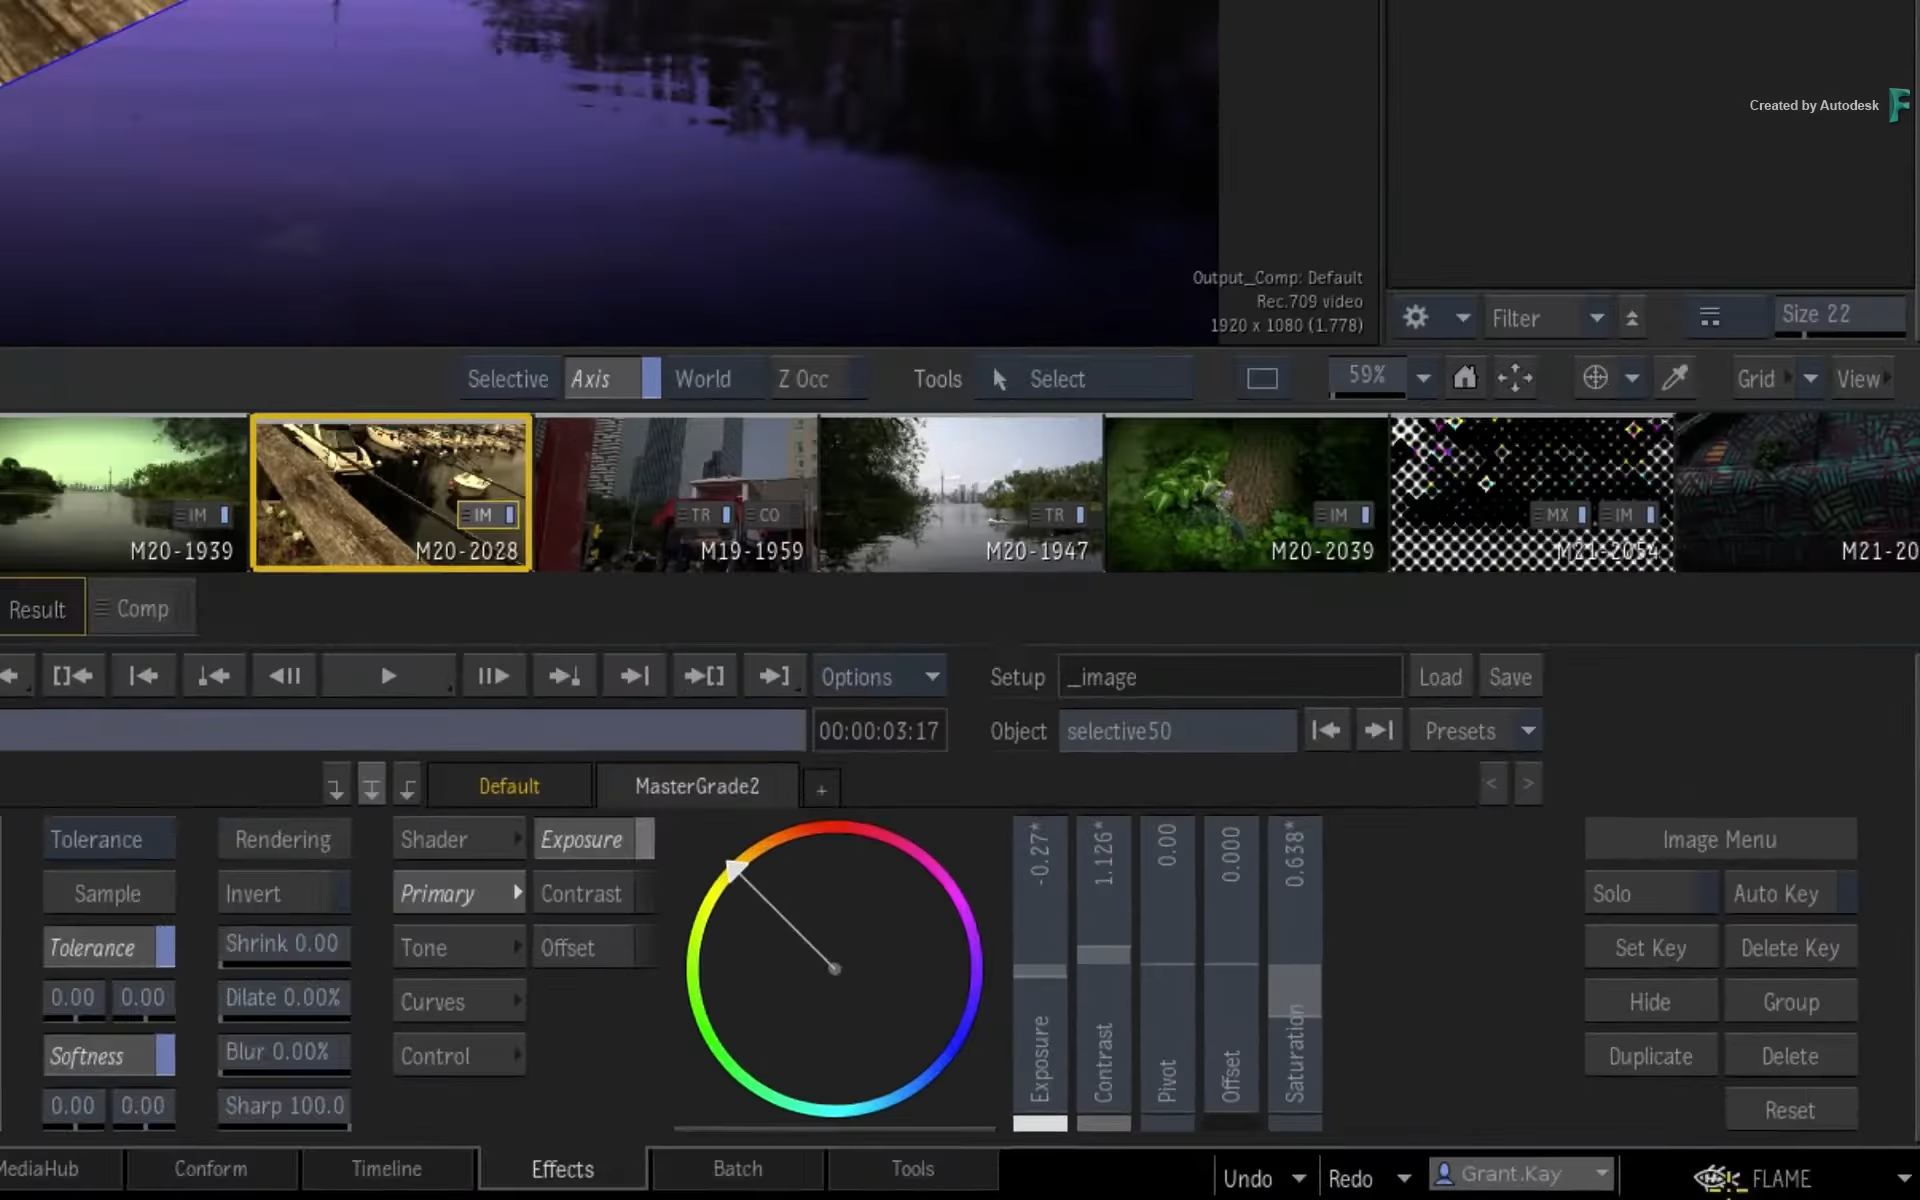 Created by Autodesk
Output_Comp: Default
Rec.709 video
1920 x 1080 (1.778)
Filter
Size 22
Selective
Axis
World
Z Occ
Tools
Select
59%
Grid
View
IM
M20-1939
IM
M20-2028
TR
CO
M19-1959
TR
M20-1947
IM
M20-2039
MX
IM
M21-2054
M21-20
Result
Comp
Options
Setup
_image
Load
Save
00:00:03:17
Object
selective50
Presets
Default
MasterGrade2
+
<
>
Tolerance
Rendering
Shader
Exposure
Sample
Invert
Primary
Contrast
Tolerance
Shrink 0.00
Tone
Offset
0.00
0.00
Dilate 0.00%
Curves
Softness
Blur 0.00%
Control
0.00
0.00
Sharp 100.0
-0.27*
Exposure
1.126*
Contrast
0.00
Pivot
0.000
Offset
0.638*
Saturation
Image Menu
Solo
Auto Key
Set Key
Delete Key
Hide
Group
Duplicate
Delete
Reset
MediaHub
Conform
Timeline
Effects
Batch
Tools
Undo
Redo
Grant.Kay
FLAME